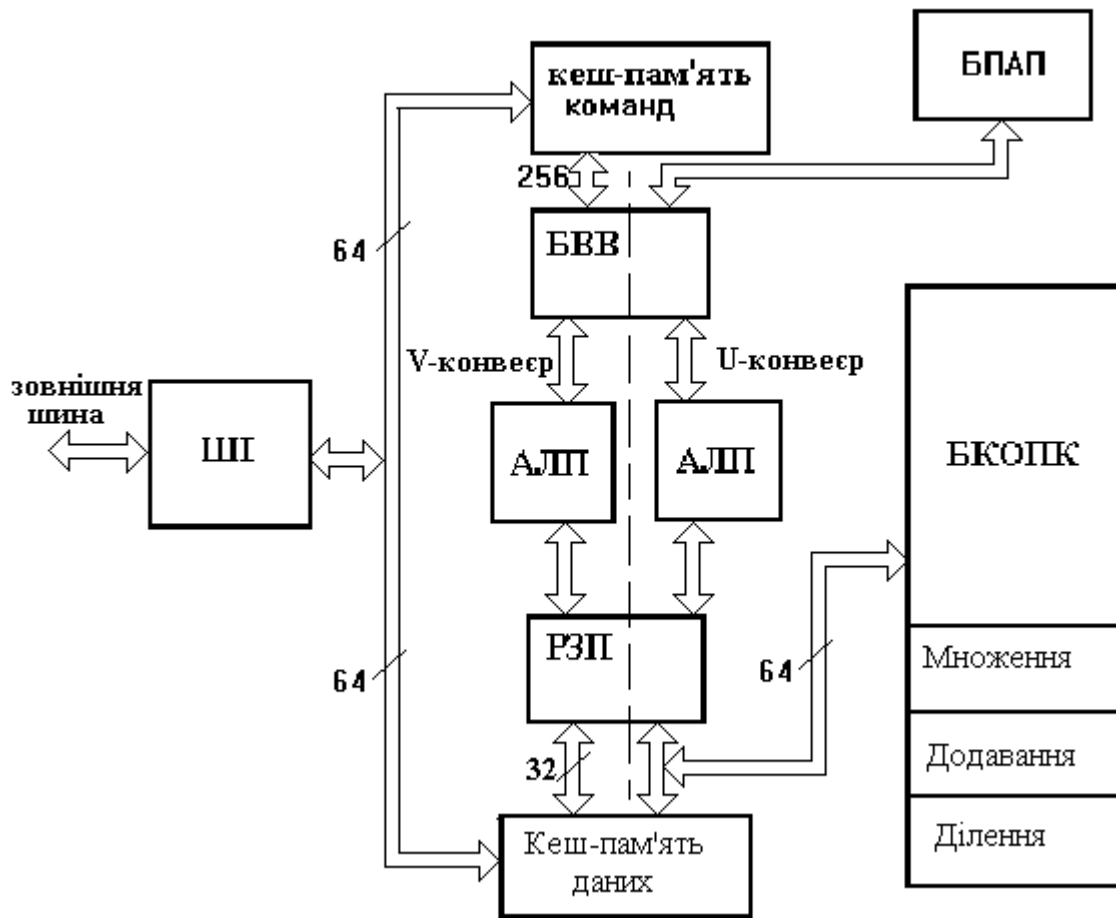 кеш-пам'ять
команд
БПАП
256
64
БВВ
V-конвеєр
U-конвеєр
зовнішня
шина
ШІ
АЛП
АЛП
БКОПК
РЗП
64
64
Множення
32
Додавання
Кеш-пам'ять
даних
Ділення